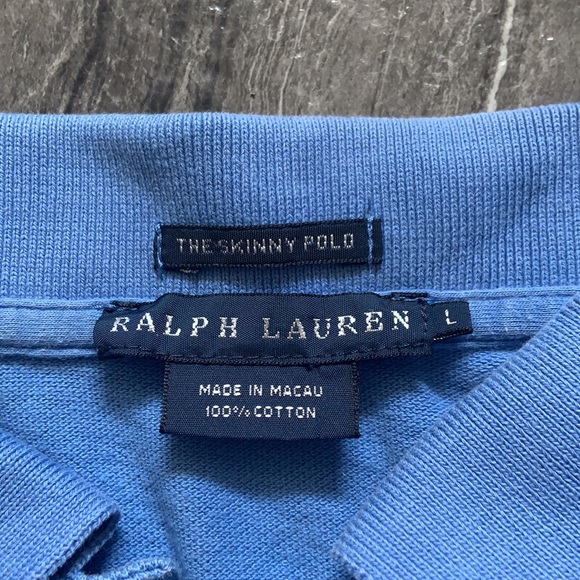 THE SKINNY POLO
RALPH LAUREN L
MADE IN MACAU
100% COTTON